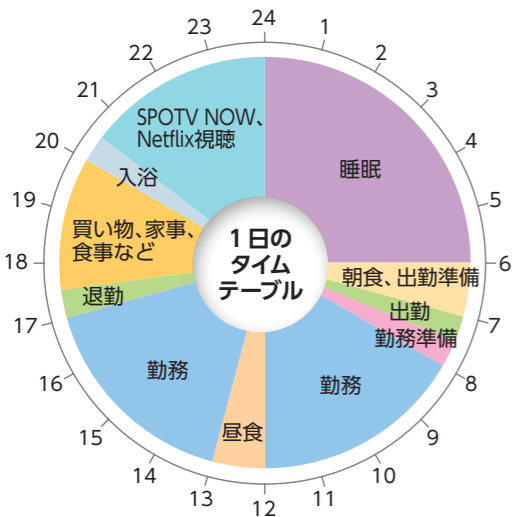 24
1
2
3
4
5
6
7
8
9
10
11
12
13
14
15
16
17
18
19
20
21
22
23
1日の
タイム
テーブル
睡眠
朝食、出勤準備
出勤
勤務準備
勤務
昼食
勤務
退勤
買い物、家事、
食事など
入浴
SPOTV NOW、
Netflix視聴